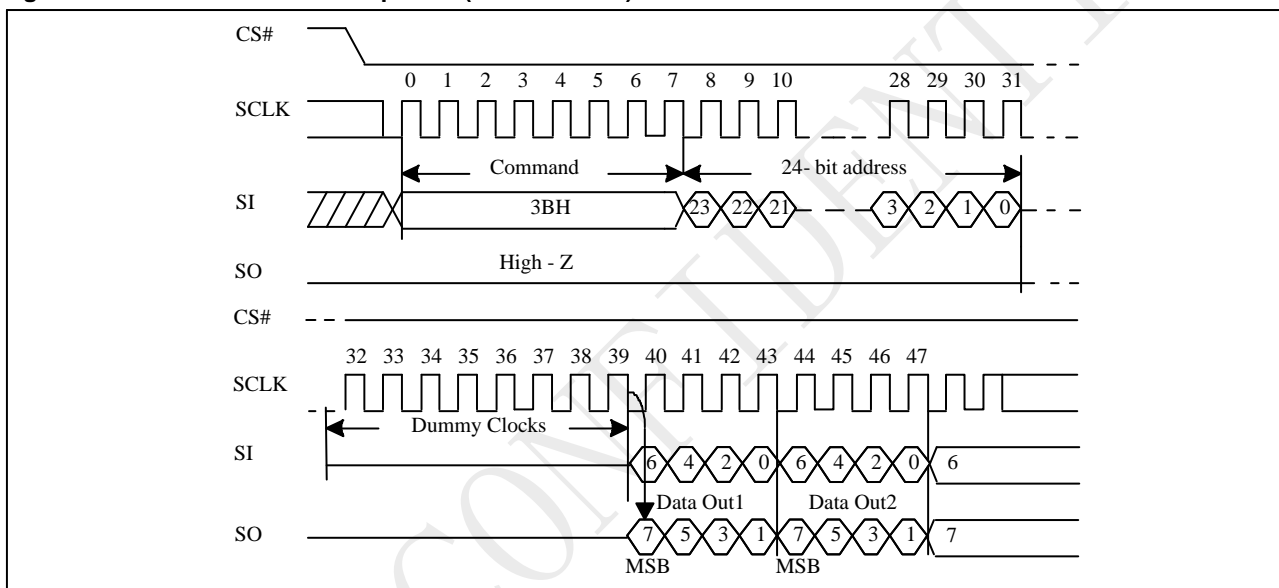 CS#
0 1 2 3 4 5 6 7 8 9 10 28 29 30 31
SCLK
Command 24- bit address
SI 3BH 23 22 21 3 2 1 0
SO High - Z
CS#
32 33 34 35 36 37 38 39 40 41 42 43 44 45 46 47
SCLK
Dummy Clocks
SI 6 4 2 0 6 4 2 0 6
Data Out1 Data Out2
SO 7 5 3 1 7 5 3 1 7
MSB MSB
CONFIDENT